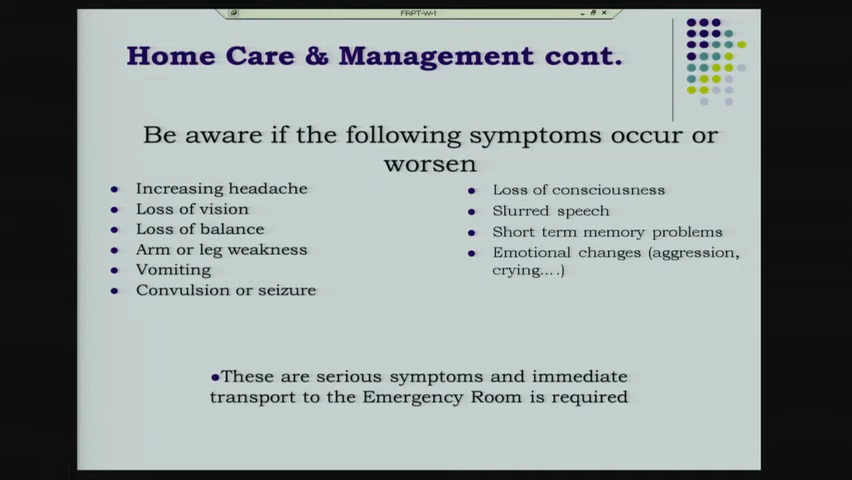 FRPT-W-1
Home Care & Management cont.
Be aware if the following symptoms occur or
worsen
Increasing headache
Loss of vision
Loss of balance
Arm or leg weakness
Vomiting
Convulsion or seizure
Loss of consciousness
Slurred speech
Short term memory problems
Emotional changes (aggression,
crying....)
These are serious symptoms and immediate
transport to the Emergency Room is required